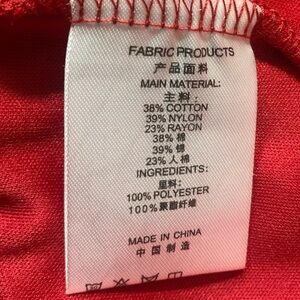 FABRIC PRODUCTS
产品面料
MAIN MATERIAL:
主料:
38% COTTON
39% NYLON
23% RAYON
38% 棉
39% 锦
23% 人棉
INGREDIENTS:
里料:
100% POLYESTER
100% 聚脂纤维
MADE IN CHINA
中国制造